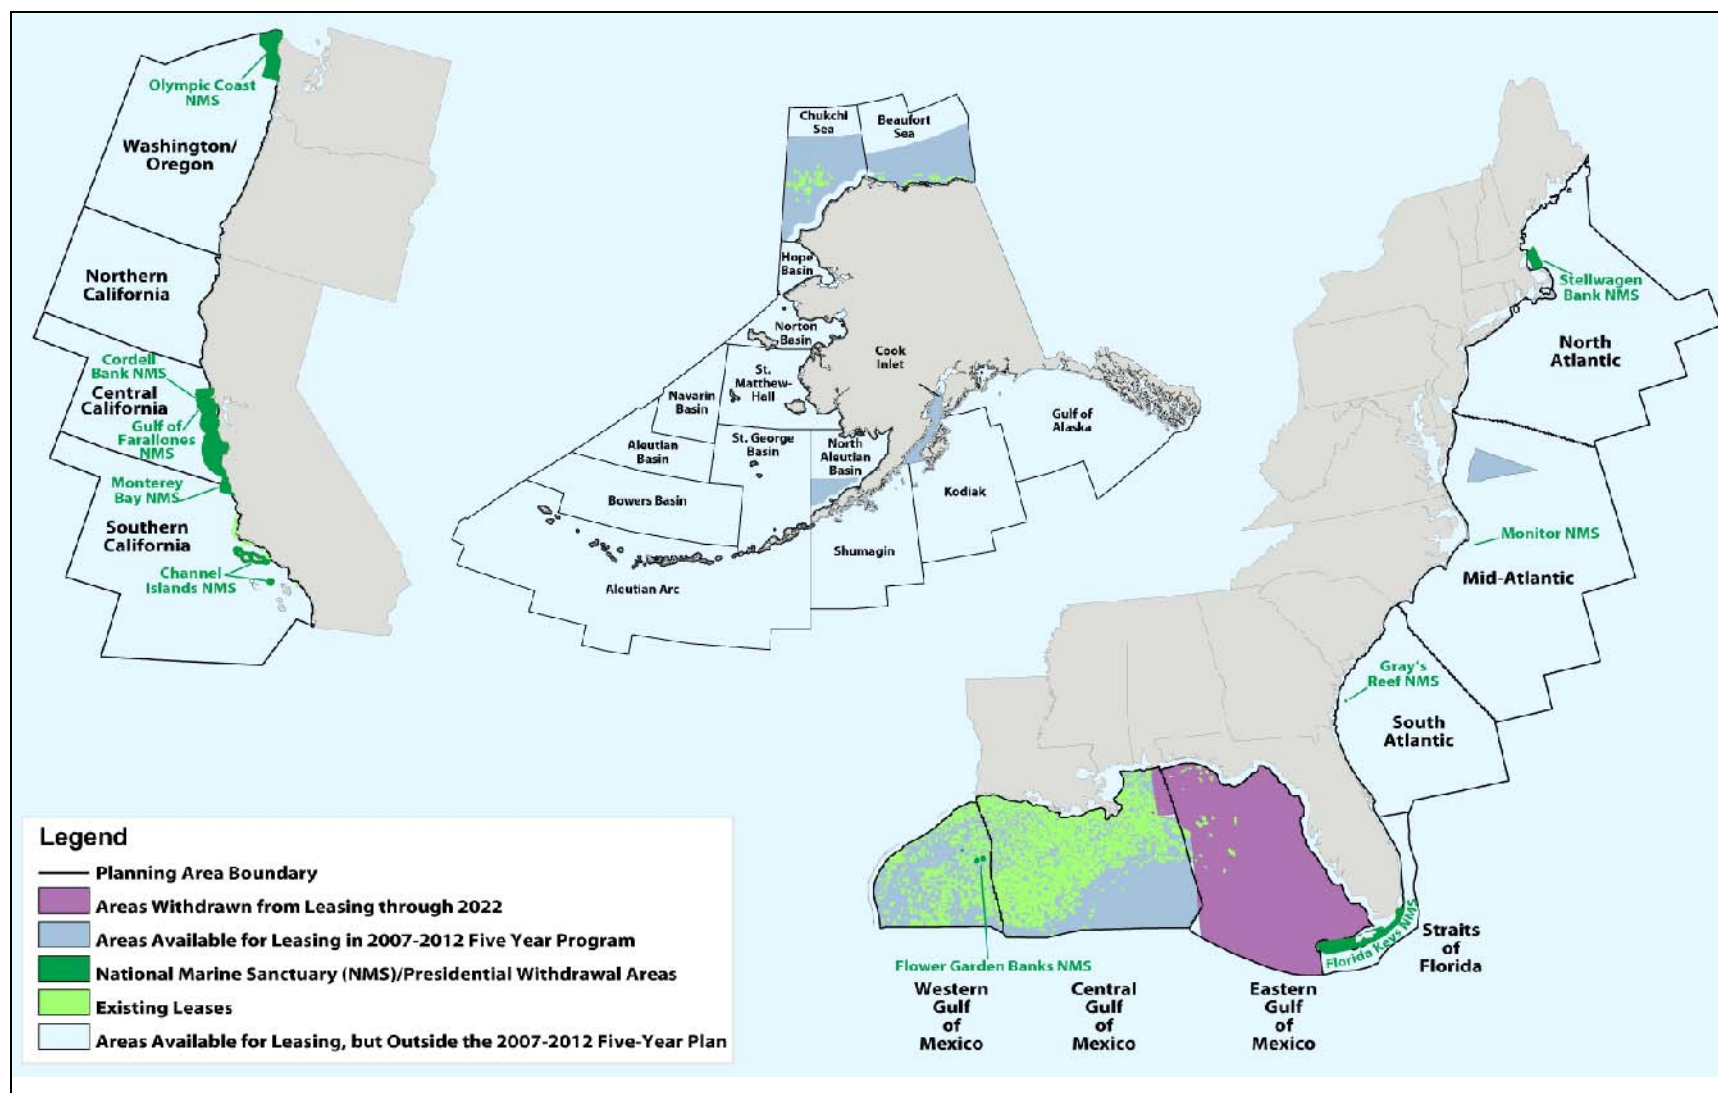 Olympic Coast
NMS
Washington/
Oregon
Northern
California
Cordell
Bank NMS
Central
California
Gulf of
Farallones
NMS
Monterey
Bay NMS
Southern
California
Channel
Islands NMS
Chukchi
Sea
Beaufort
Sea
Hope
Basin
Norton
Basin
Cook
Inlet
St.
Matthew-
Hall
Navarin
Basin
Gulf of
Alaska
Aleutian
Basin
St. George
Basin
North
Aleutian
Basin
Bowers Basin
Kodiak
Shumagin
Aleutian Arc
Stellwagen
Bank NMS
North
Atlantic
Monitor NMS
Mid-Atlantic
Gray's
Reef NMS
South
Atlantic
Florida Keys NMS
Straits
of
Florida
Flower Garden Banks NMS
Western
Gulf
of
Mexico
Central
Gulf
of
Mexico
Eastern
Gulf
of
Mexico
Legend
Planning Area Boundary
Areas Withdrawn from Leasing through 2022
Areas Available for Leasing in 2007-2012 Five Year Program
National Marine Sanctuary (NMS)/Presidential Withdrawal Areas
Existing Leases
Areas Available for Leasing, but Outside the 2007-2012 Five-Year Plan